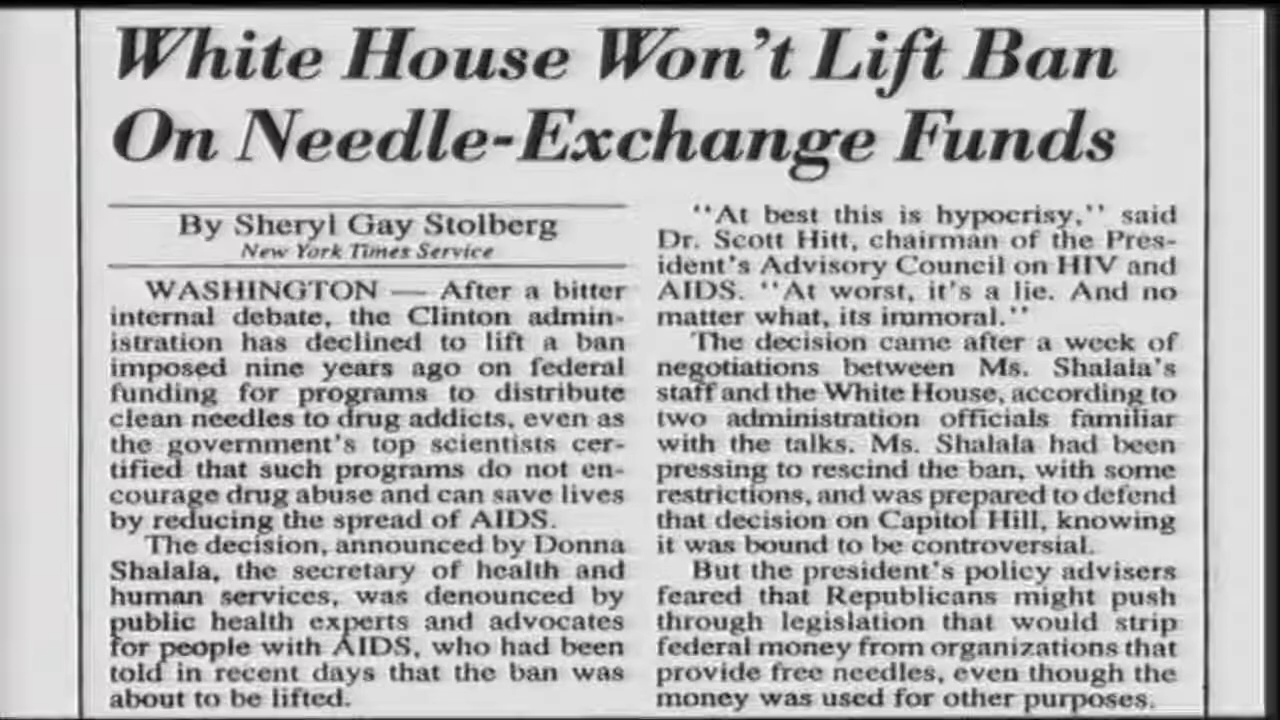 White House Won't Lift Ban
On Needle-Exchange Funds
By Sheryl Gay Stolberg
New York Times Service
WASHINGTON — After a bitter
internal debate, the Clinton admin-
istration has declined to lift a ban
imposed nine years ago on federal
funding for programs to distribute
clean needles to drug addicts, even as
the government's top scientists cer-
tified that such programs do not en-
courage drug abuse and can save lives
by reducing the spread of AIDS.
The decision, announced by Donna
Shalala, the secretary of health and
human services, was denounced by
public health experts and advocates
for people with AIDS, who had been
told in recent days that the ban was
about to be lifted.
"At best this is hypocrisy," said
Dr. Scott Hitt, chairman of the Pres-
ident's Advisory Council on HIV and
AIDS. "At worst, it's a lie. And no
matter what, its immoral."
The decision came after a week of
negotiations between Ms. Shalala's
staff and the White House, according to
two administration officials familiar
with the talks. Ms. Shalala had been
pressing to rescind the ban, with some
restrictions, and was prepared to defend
that decision on Capitol Hill, knowing
it was bound to be controversial.
But the president's policy advisers
feared that Republicans might push
through legislation that would strip
federal money from organizations that
provide free needles, even though the
money was used for other purposes.